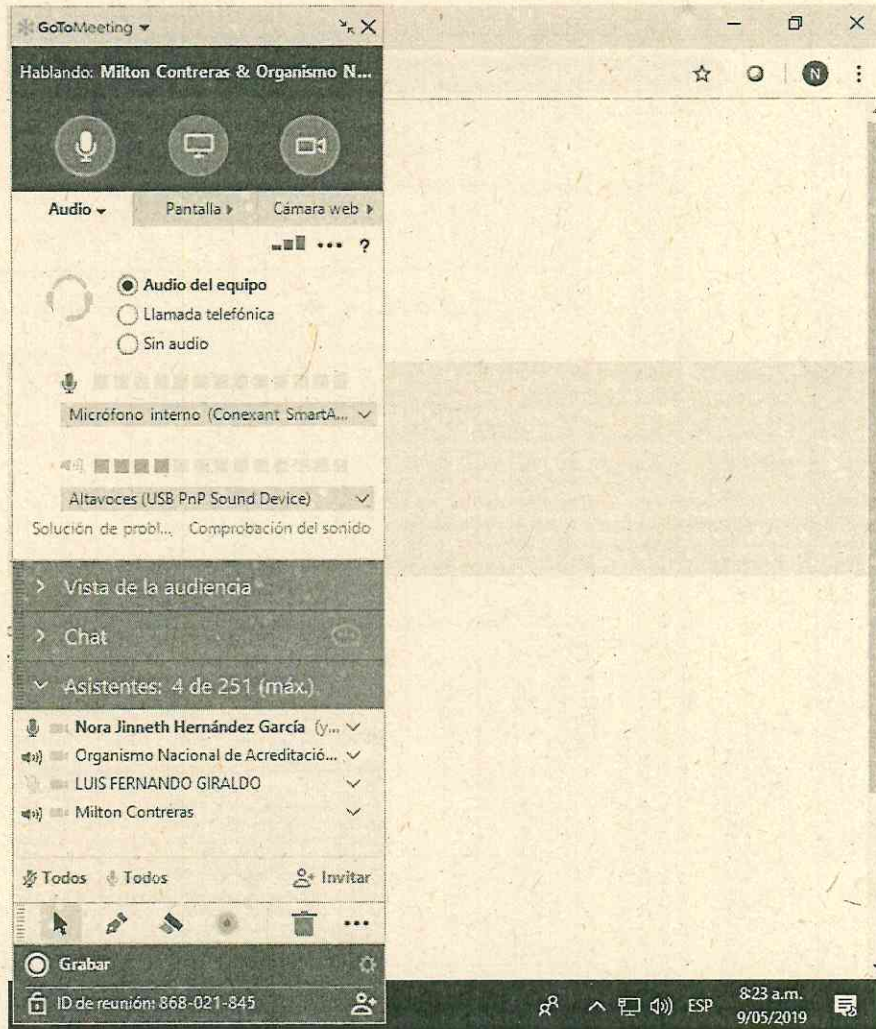 GoToMeeting
Hablando: Milton Contreras & Organismo N...
N
Audio
Pantalla
Cámara web
... ?
Audio del equipo
Llamada telefónica
Sin audio
Micrófono interno (Conexant SmartA...
Altavoces (USB PnP Sound Device)
Solución de probl... Comprobación del sonido
Vista de la audiencia
Chat
Asistentes: 4 de 251 (máx.)
Nora Jinneth Hernández García (y...
Organismo Nacional de Acreditació...
LUIS FERNANDO GIRALDO
Milton Contreras
Todos Todos Invitar
...
Grabar
ID de reunión: 868-021-845
ESP
8:23 a.m.
9/05/2019